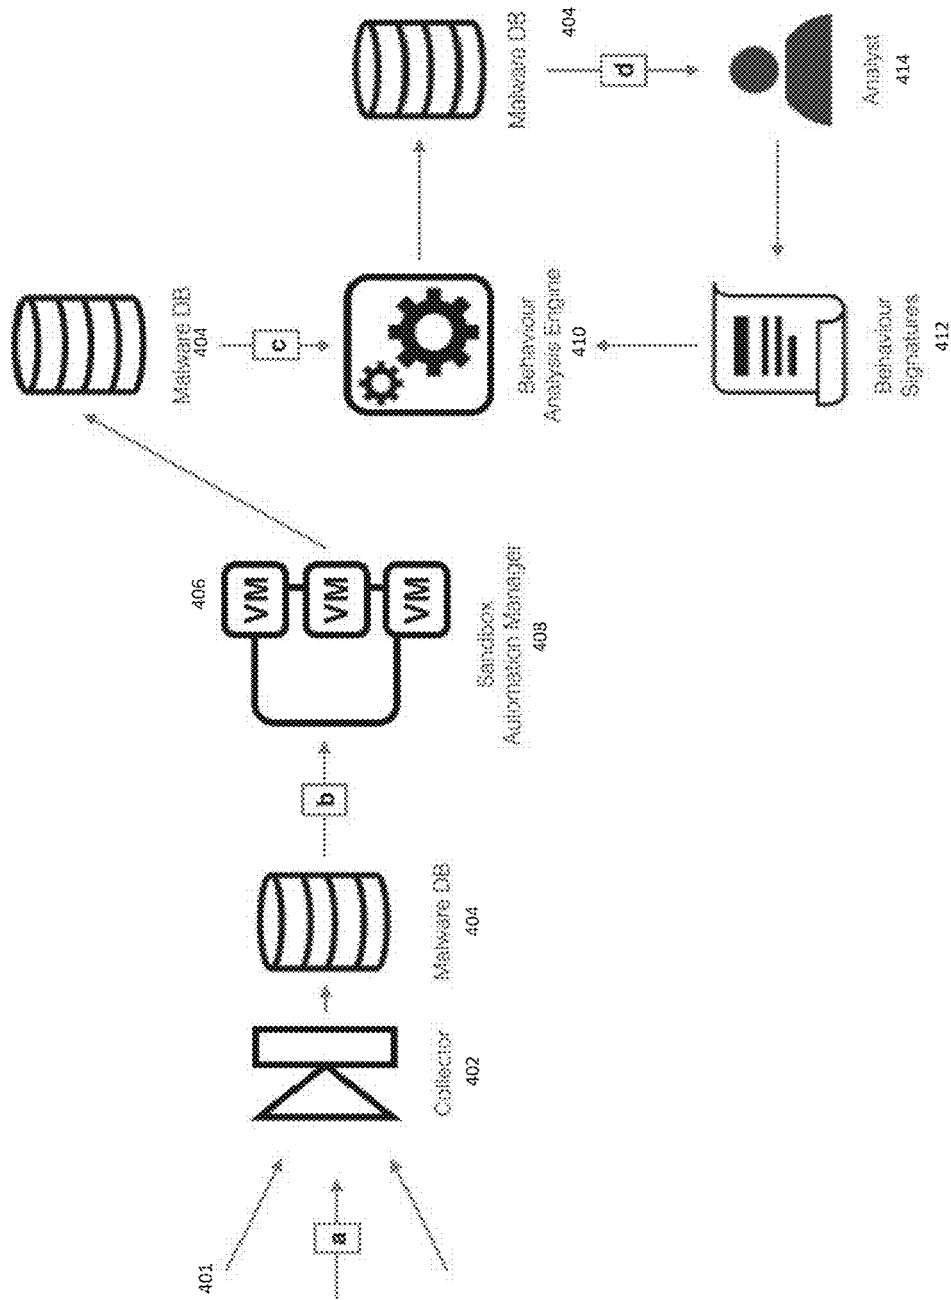 401
a
Collector
402
Malware DB
404
b
406
VM
VM
VM
Sandbox
Automation Manager
408
Malware DB
404
c
Behaviour
Analysis Engine
410
Behaviour
Signatures
412
Malware DB
404
d
Analyst
414